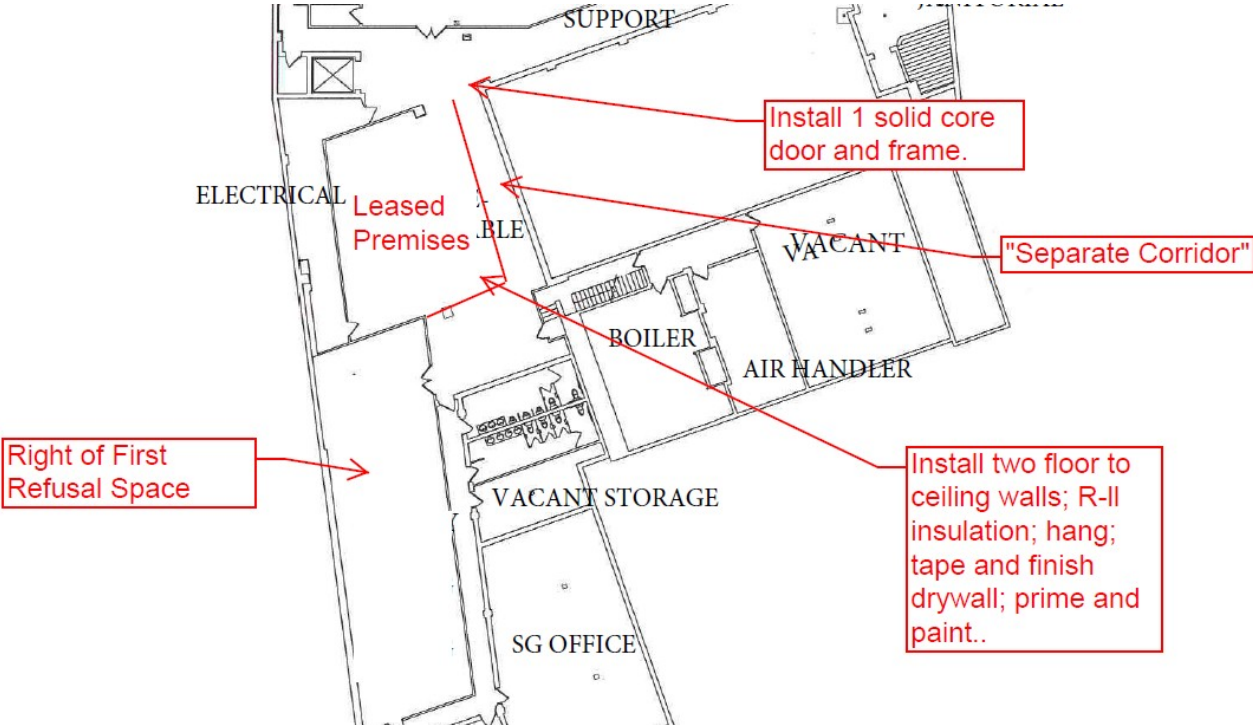 SUPPORT
Install 1 solid core
door and frame.
ELECTRICAL
Leased
Premises
BLE
VACANT
VA
"Separate Corridor"
BOILER
AIR HANDLER
Right of First
Refusal Space
Install two floor to
ceiling walls; R-ll
insulation; hang;
tape and finish
drywall; prime and
paint..
VACANT STORAGE
SG OFFICE